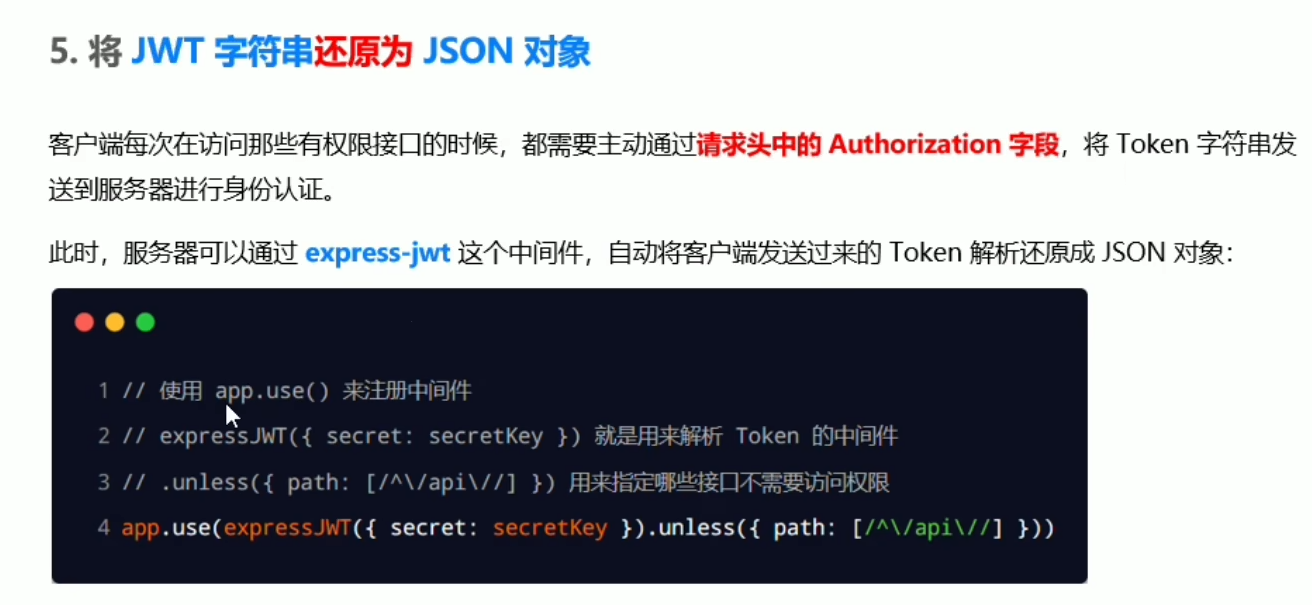 5. 将 JWT 字符串还原为 JSON 对象
客户端每次在访问那些有权限接口的时候，都需要主动通过请求头中的 Authorization 字段，将 Token 字符串发
送到服务器进行身份认证。
此时，服务器可以通过 express-jwt 这个中间件，自动将客户端发送过来的 Token 解析还原成 JSON 对象：
1 // 使用 app.use() 来注册中间件
2 // expressJWT({ secret: secretKey }) 就是用来解析 Token 的中间件
3 // .unless({ path: [/^\/api\//] }) 用来指定哪些接口不需要访问权限
4 app.use(expressJWT({ secret: secretKey }).unless({ path: [/^\/api\//] }))